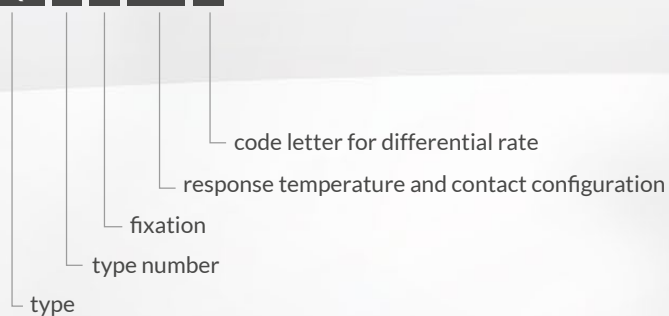 code letter for differential rate
response temperature and contact configuration
fixation
type number
type